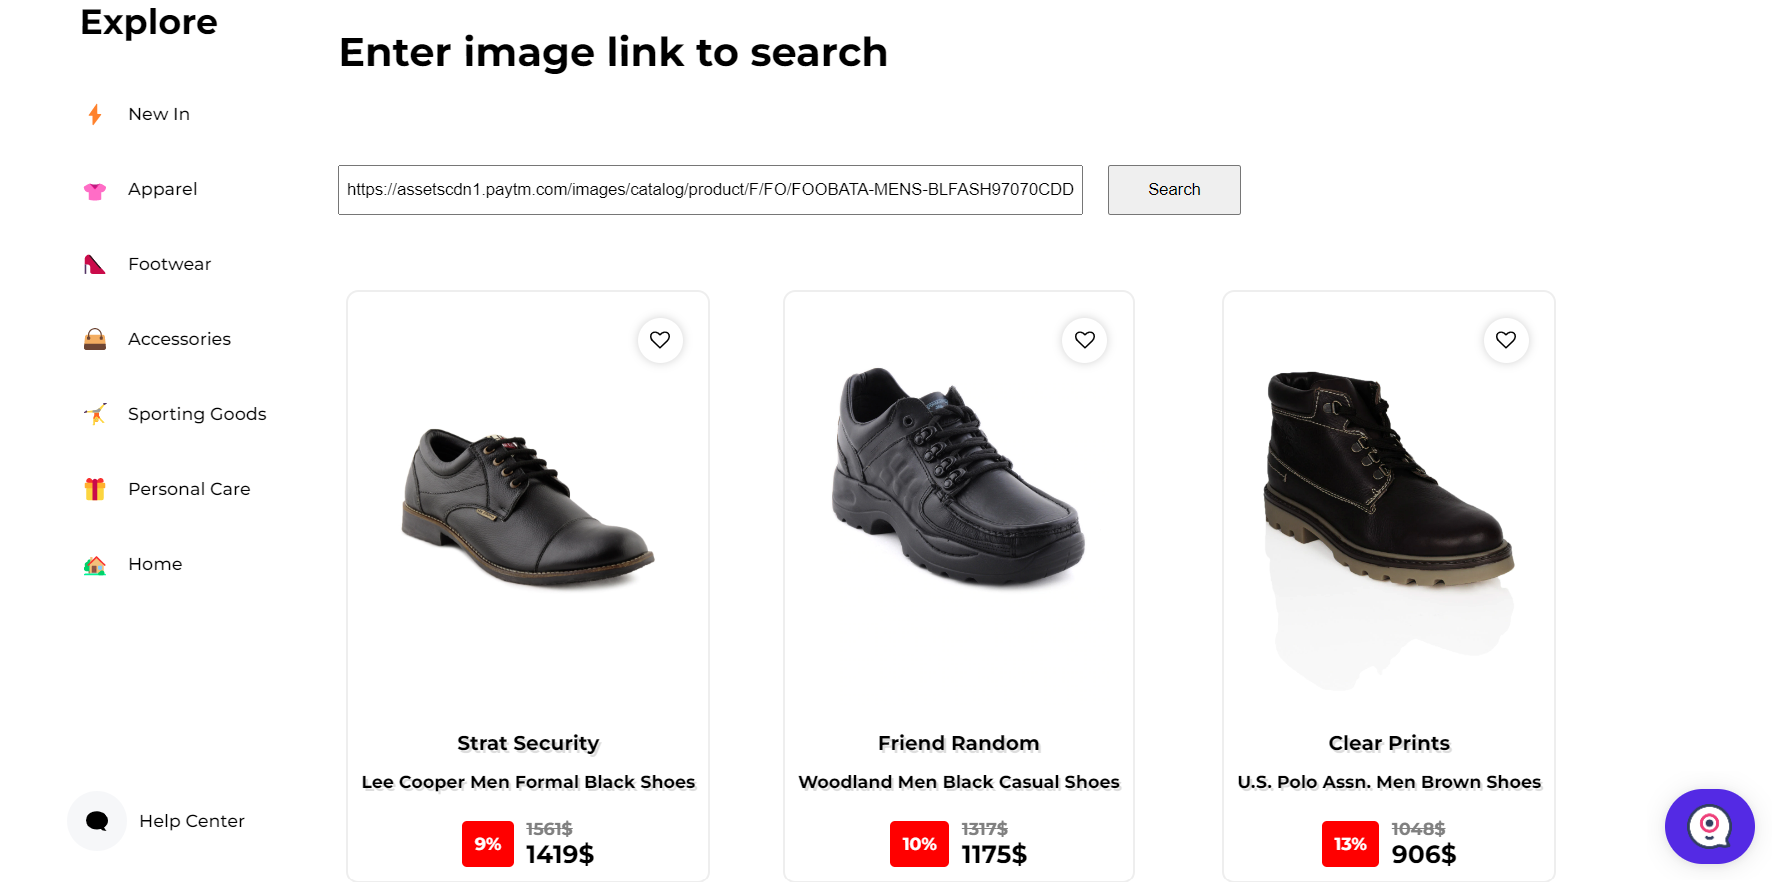 Explore
Enter image link to search
New In
Apparel
Footwear
Accessories
Sporting Goods
Personal Care
Home
Help Center
https://assetscdn1.paytm.com/images/catalog/product/F/FO/FOOBATA-MENS-BLFASH97070CDD
Search
Strat Security
Lee Cooper Men Formal Black Shoes
9%
1561$
1419$
Friend Random
Woodland Men Black Casual Shoes
10%
1317$
1175$
Clear Prints
U.S. Polo Assn. Men Brown Shoes
13%
1048$
906$